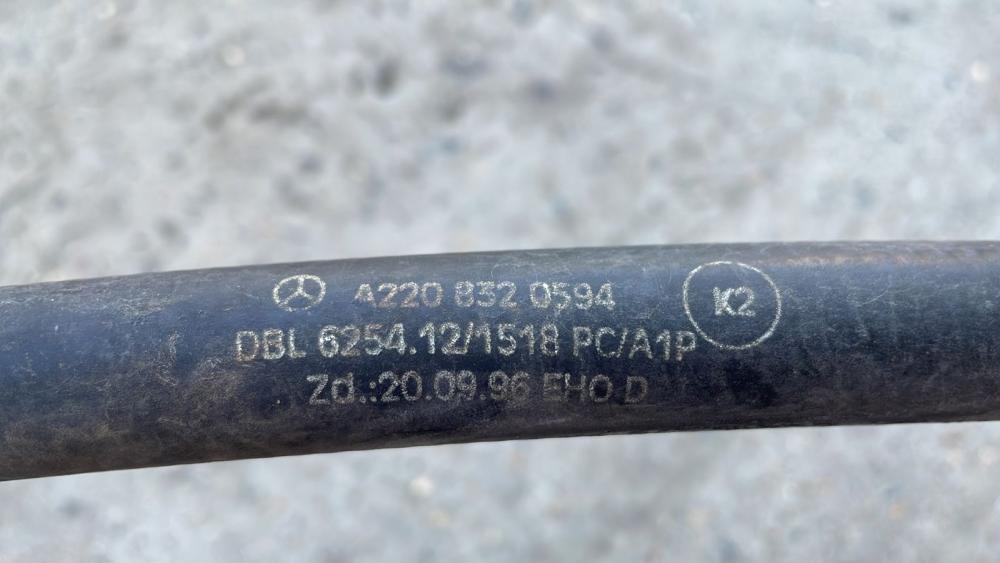 A220 832 0594 K2
DBL 6254.12/1518 PC/A1P
Zd.:20.09.96 EHO D